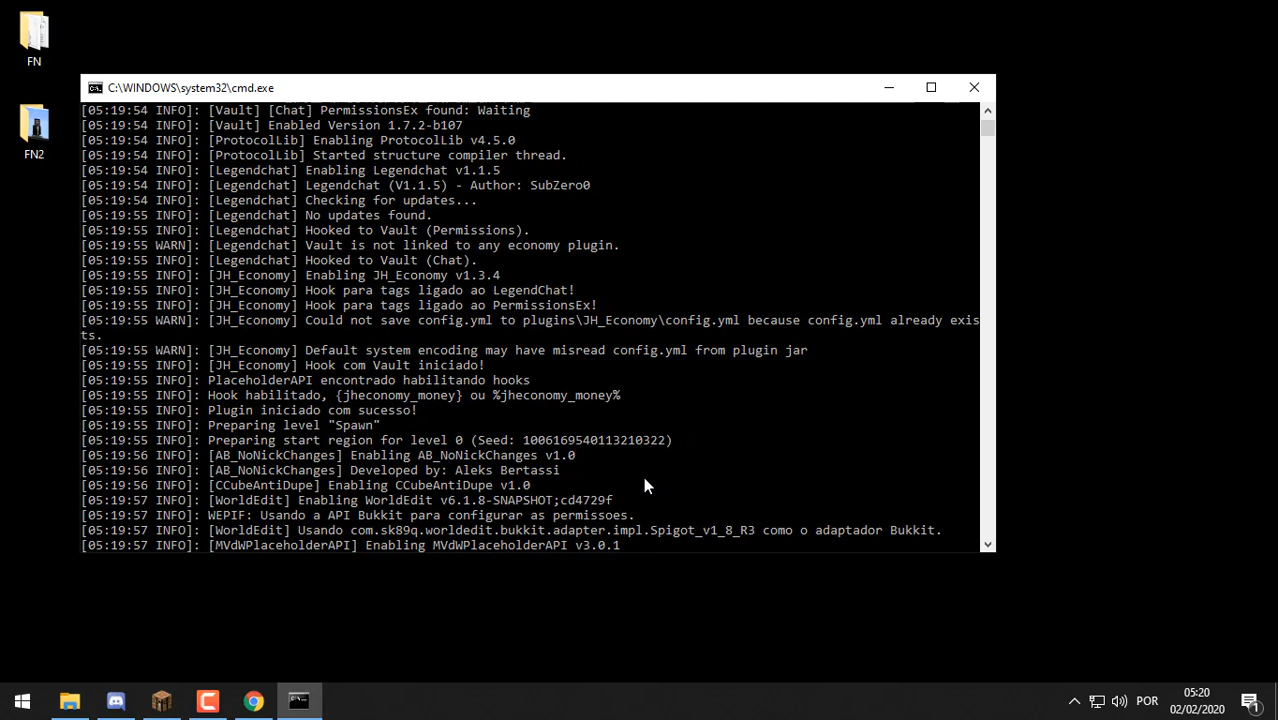 FN
FN2
C:\WINDOWS\system32\cmd.exe
[05:19:54 INFO]: [Vault] [Chat] PermissionsEx found: Waiting
[05:19:54 INFO]: [Vault] Enabled Version 1.7.2-b107
[05:19:54 INFO]: [ProtocolLib] Enabling ProtocolLib v4.5.0
[05:19:54 INFO]: [ProtocolLib] Started structure compiler thread.
[05:19:54 INFO]: [Legendchat] Enabling Legendchat v1.1.5
[05:19:54 INFO]: [Legendchat] Legendchat (V1.1.5) - Author: SubZero0
[05:19:54 INFO]: [Legendchat] Checking for updates...
[05:19:55 INFO]: [Legendchat] No updates found.
[05:19:55 INFO]: [Legendchat] Hooked to Vault (Permissions).
[05:19:55 WARN]: [Legendchat] Vault is not linked to any economy plugin.
[05:19:55 INFO]: [Legendchat] Hooked to Vault (Chat).
[05:19:55 INFO]: [JH_Economy] Enabling JH_Economy v1.3.4
[05:19:55 INFO]: [JH_Economy] Hook para tags ligado ao LegendChat!
[05:19:55 INFO]: [JH_Economy] Hook para tags ligado ao PermissionsEx!
[05:19:55 WARN]: [JH_Economy] Could not save config.yml to plugins\JH_Economy\config.yml because config.yml already exis
ts.
[05:19:55 WARN]: [JH_Economy] Default system encoding may have misread config.yml from plugin jar
[05:19:55 INFO]: [JH_Economy] Hook com Vault iniciado!
[05:19:55 INFO]: PlaceholderAPI encontrado habilitando hooks
[05:19:55 INFO]: Hook habilitado, {jheconomy_money} ou %jheconomy_money%
[05:19:55 INFO]: Plugin iniciado com sucesso!
[05:19:55 INFO]: Preparing level "Spawn"
[05:19:55 INFO]: Preparing start region for level 0 (Seed: 1006169540113210322)
[05:19:56 INFO]: [AB_NoNickChanges] Enabling AB_NoNickChanges v1.0
[05:19:56 INFO]: [AB_NoNickChanges] Developed by: Aleks Bertassi
[05:19:56 INFO]: [CCubeAntiDupe] Enabling CCubeAntiDupe v1.0
[05:19:57 INFO]: [WorldEdit] Enabling WorldEdit v6.1.8-SNAPSHOT;cd4729f
[05:19:57 INFO]: WEPIF: Usando a API Bukkit para configurar as permissoes.
[05:19:57 INFO]: [WorldEdit] Usando com.sk89q.worldedit.bukkit.adapter.impl.Spigot_v1_8_R3 como o adaptador Bukkit.
[05:19:57 INFO]: [MVdWPlaceholderAPI] Enabling MVdWPlaceholderAPI v3.0.1
POR
05:20
02/02/2020
1